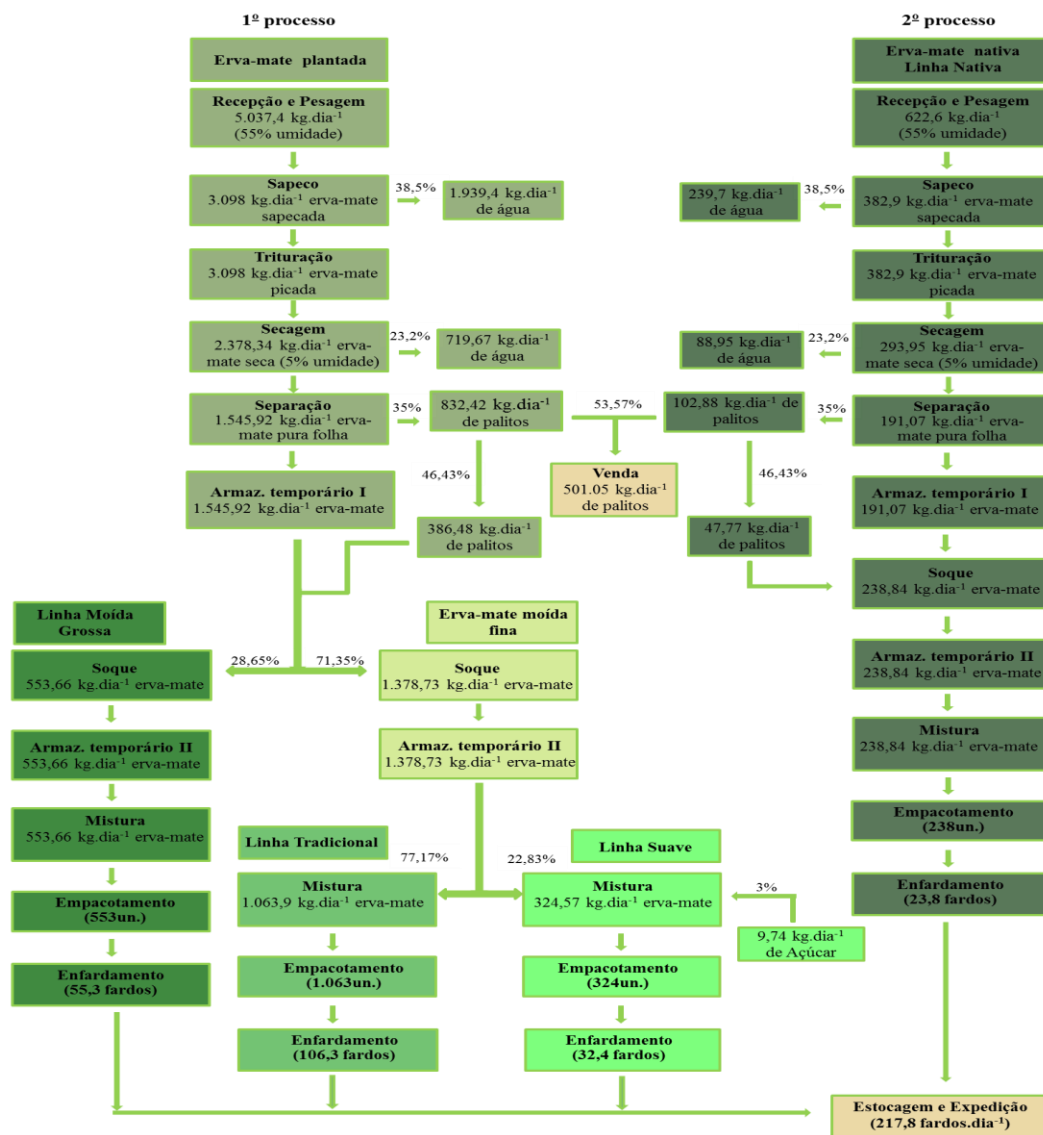 1º processo
2º processo
Erva-mate plantada
Erva-mate nativa
Linha Nativa
Recepção e Pesagem
5.037,4 kg.dia⁻¹
(55% umidade)
Recepção e Pesagem
622,6 kg.dia⁻¹
(55% umidade)
Sapeco
3.098 kg.dia⁻¹ erva-mate
sapecada
38,5%
1.939,4 kg.dia⁻¹
de água
239,7 kg.dia⁻¹
de água
38,5%
Sapeco
382,9 kg.dia⁻¹ erva-mate
sapecada
Trituração
3.098 kg.dia⁻¹ erva-mate
picada
Trituração
382,9 kg.dia⁻¹ erva-mate
picada
Secagem
2.378,34 kg.dia⁻¹ erva-
mate seca (5% umidade)
23,2%
719,67 kg.dia⁻¹
de água
88,95 kg.dia⁻¹
de água
23,2%
Secagem
293,95 kg.dia⁻¹ erva-
mate seca (5% umidade)
Separação
1.545,92 kg.dia⁻¹ erva-
mate pura folha
35%
832,42 kg.dia⁻¹
de palitos
53,57%
102,88 kg.dia⁻¹ de
palitos
35%
Separação
191,07 kg.dia⁻¹ erva-
mate pura folha
46,43%
Venda
501.05 kg.dia⁻¹
de palitos
46,43%
Armaz. temporário I
1.545,92 kg.dia⁻¹ erva-mate
Armaz. temporário I
191,07 kg.dia⁻¹ erva-mate
386,48 kg.dia⁻¹
de palitos
47,77 kg.dia⁻¹
de palitos
Soque
238,84 kg.dia⁻¹ erva-mate
Linha Moída
Grossa
Erva-mate moída
fina
28,65%
71,35%
Soque
553,66 kg.dia⁻¹ erva-mate
Soque
1.378,73 kg.dia⁻¹ erva-mate
Armaz. temporário II
238,84 kg.dia⁻¹ erva-mate
Armaz. temporário II
553,66 kg.dia⁻¹ erva-mate
Armaz. temporário II
1.378,73 kg.dia⁻¹ erva-mate
Mistura
238,84 kg.dia⁻¹ erva-mate
Mistura
553,66 kg.dia⁻¹ erva-mate
Linha Tradicional
77,17%
22,83%
Linha Suave
Empacotamento
(238un.)
Mistura
1.063,9 kg.dia⁻¹ erva-mate
Mistura
324,57 kg.dia⁻¹ erva-mate
3%
9,74 kg.dia⁻¹
de Açúcar
Enfardamento
(23,8 fardos)
Empacotamento
(553un.)
Empacotamento
(1.063un.)
Empacotamento
(324un.)
Enfardamento
(55,3 fardos)
Enfardamento
(106,3 fardos)
Enfardamento
(32,4 fardos)
Estocagem e Expedição
(217,8 fardos.dia⁻¹)